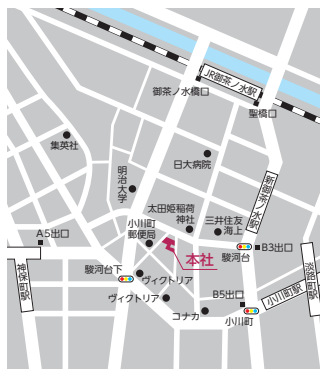 JR御茶ノ水駅
御茶ノ水橋口
聖橋口
集英社
日大病院
明治
大学
新御茶ノ水駅
太田姫稲荷
神社
三井住友
海上
小川町
郵便局
A5出口
B3出口
本社
駿河台
駿河台下
ヴィクトリア
神保町駅
淡路町駅
小川町駅
B5出口
ヴィクトリア
コナカ
小川町